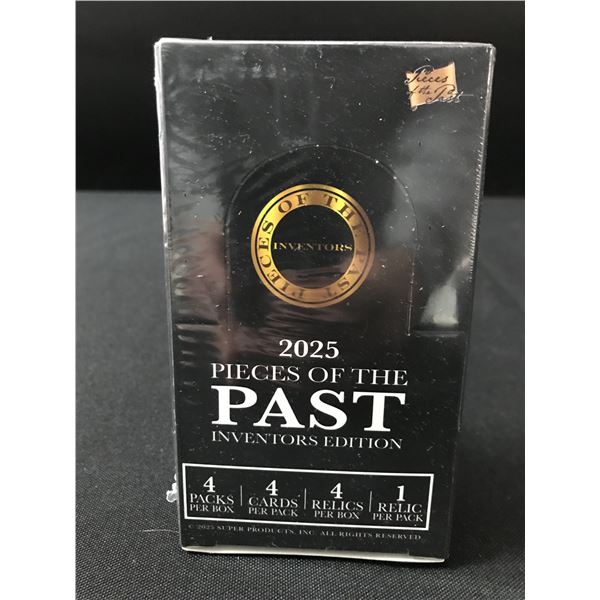 Pieces
of the Past
PIECES OF THE PAST
INVENTORS
2025
PIECES OF THE
PAST
INVENTORS EDITION
4 PACKS PER BOX
4 CARDS PER PACK
4 RELICS PER BOX
1 RELIC PER PACK
© 2025 SUPER PRODUCTS, INC. ALL RIGHTS RESERVED